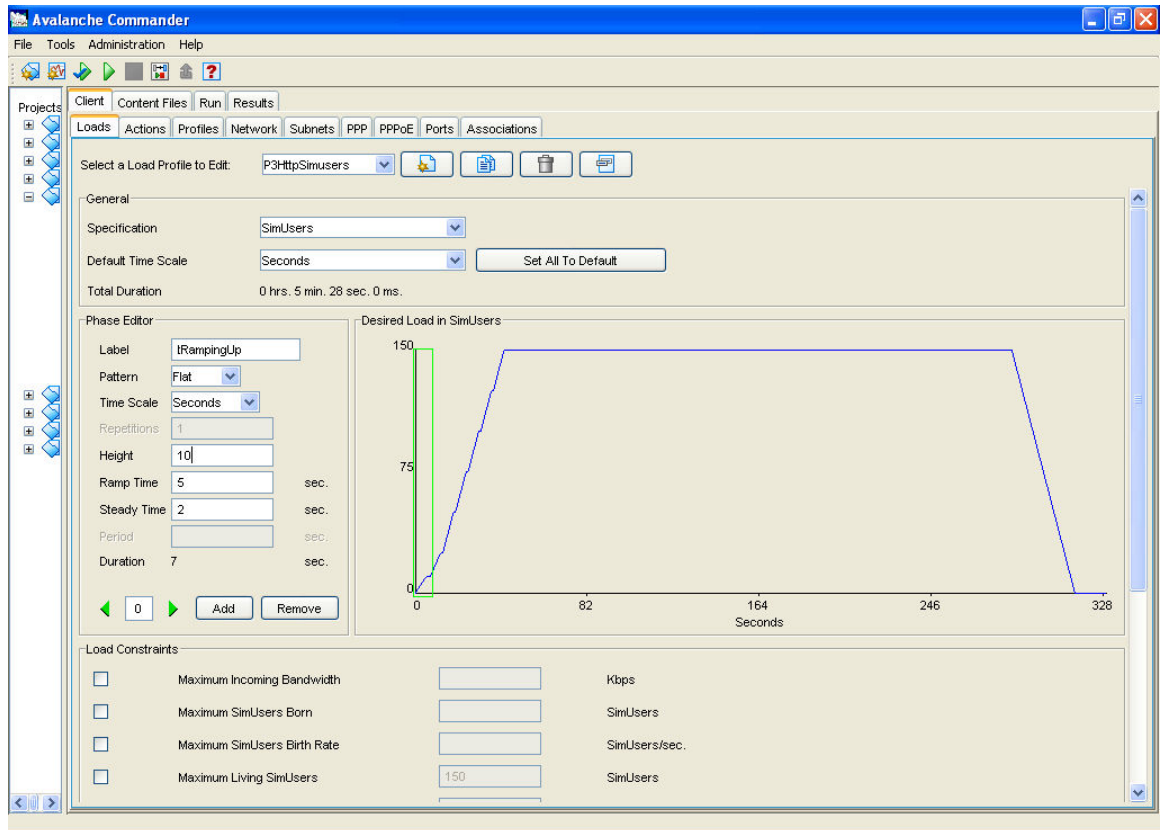 Avalanche Commander
File Tools Administration Help
Projects
Client Content Files Run Results
Loads Actions Profiles Network Subnets PPP PPPoE Ports Associations
Select a Load Profile to Edit: P3HttpSimusers
General
Specification SimUsers
Default Time Scale Seconds Set All To Default
Total Duration 0 hrs. 5 min. 28 sec. 0 ms.
Phase Editor
Label tRampingUp
Pattern Flat
Time Scale Seconds
Repetitions 1
Height 10
Ramp Time 5 sec.
Steady Time 2 sec.
Period sec.
Duration 7 sec.
0 Add Remove
Desired Load in SimUsers
150
75
0
0 82 164 246 328
Seconds
Load Constraints
Maximum Incoming Bandwidth Kbps
Maximum SimUsers Born SimUsers
Maximum SimUsers Birth Rate SimUsers/sec.
Maximum Living SimUsers 150 SimUsers